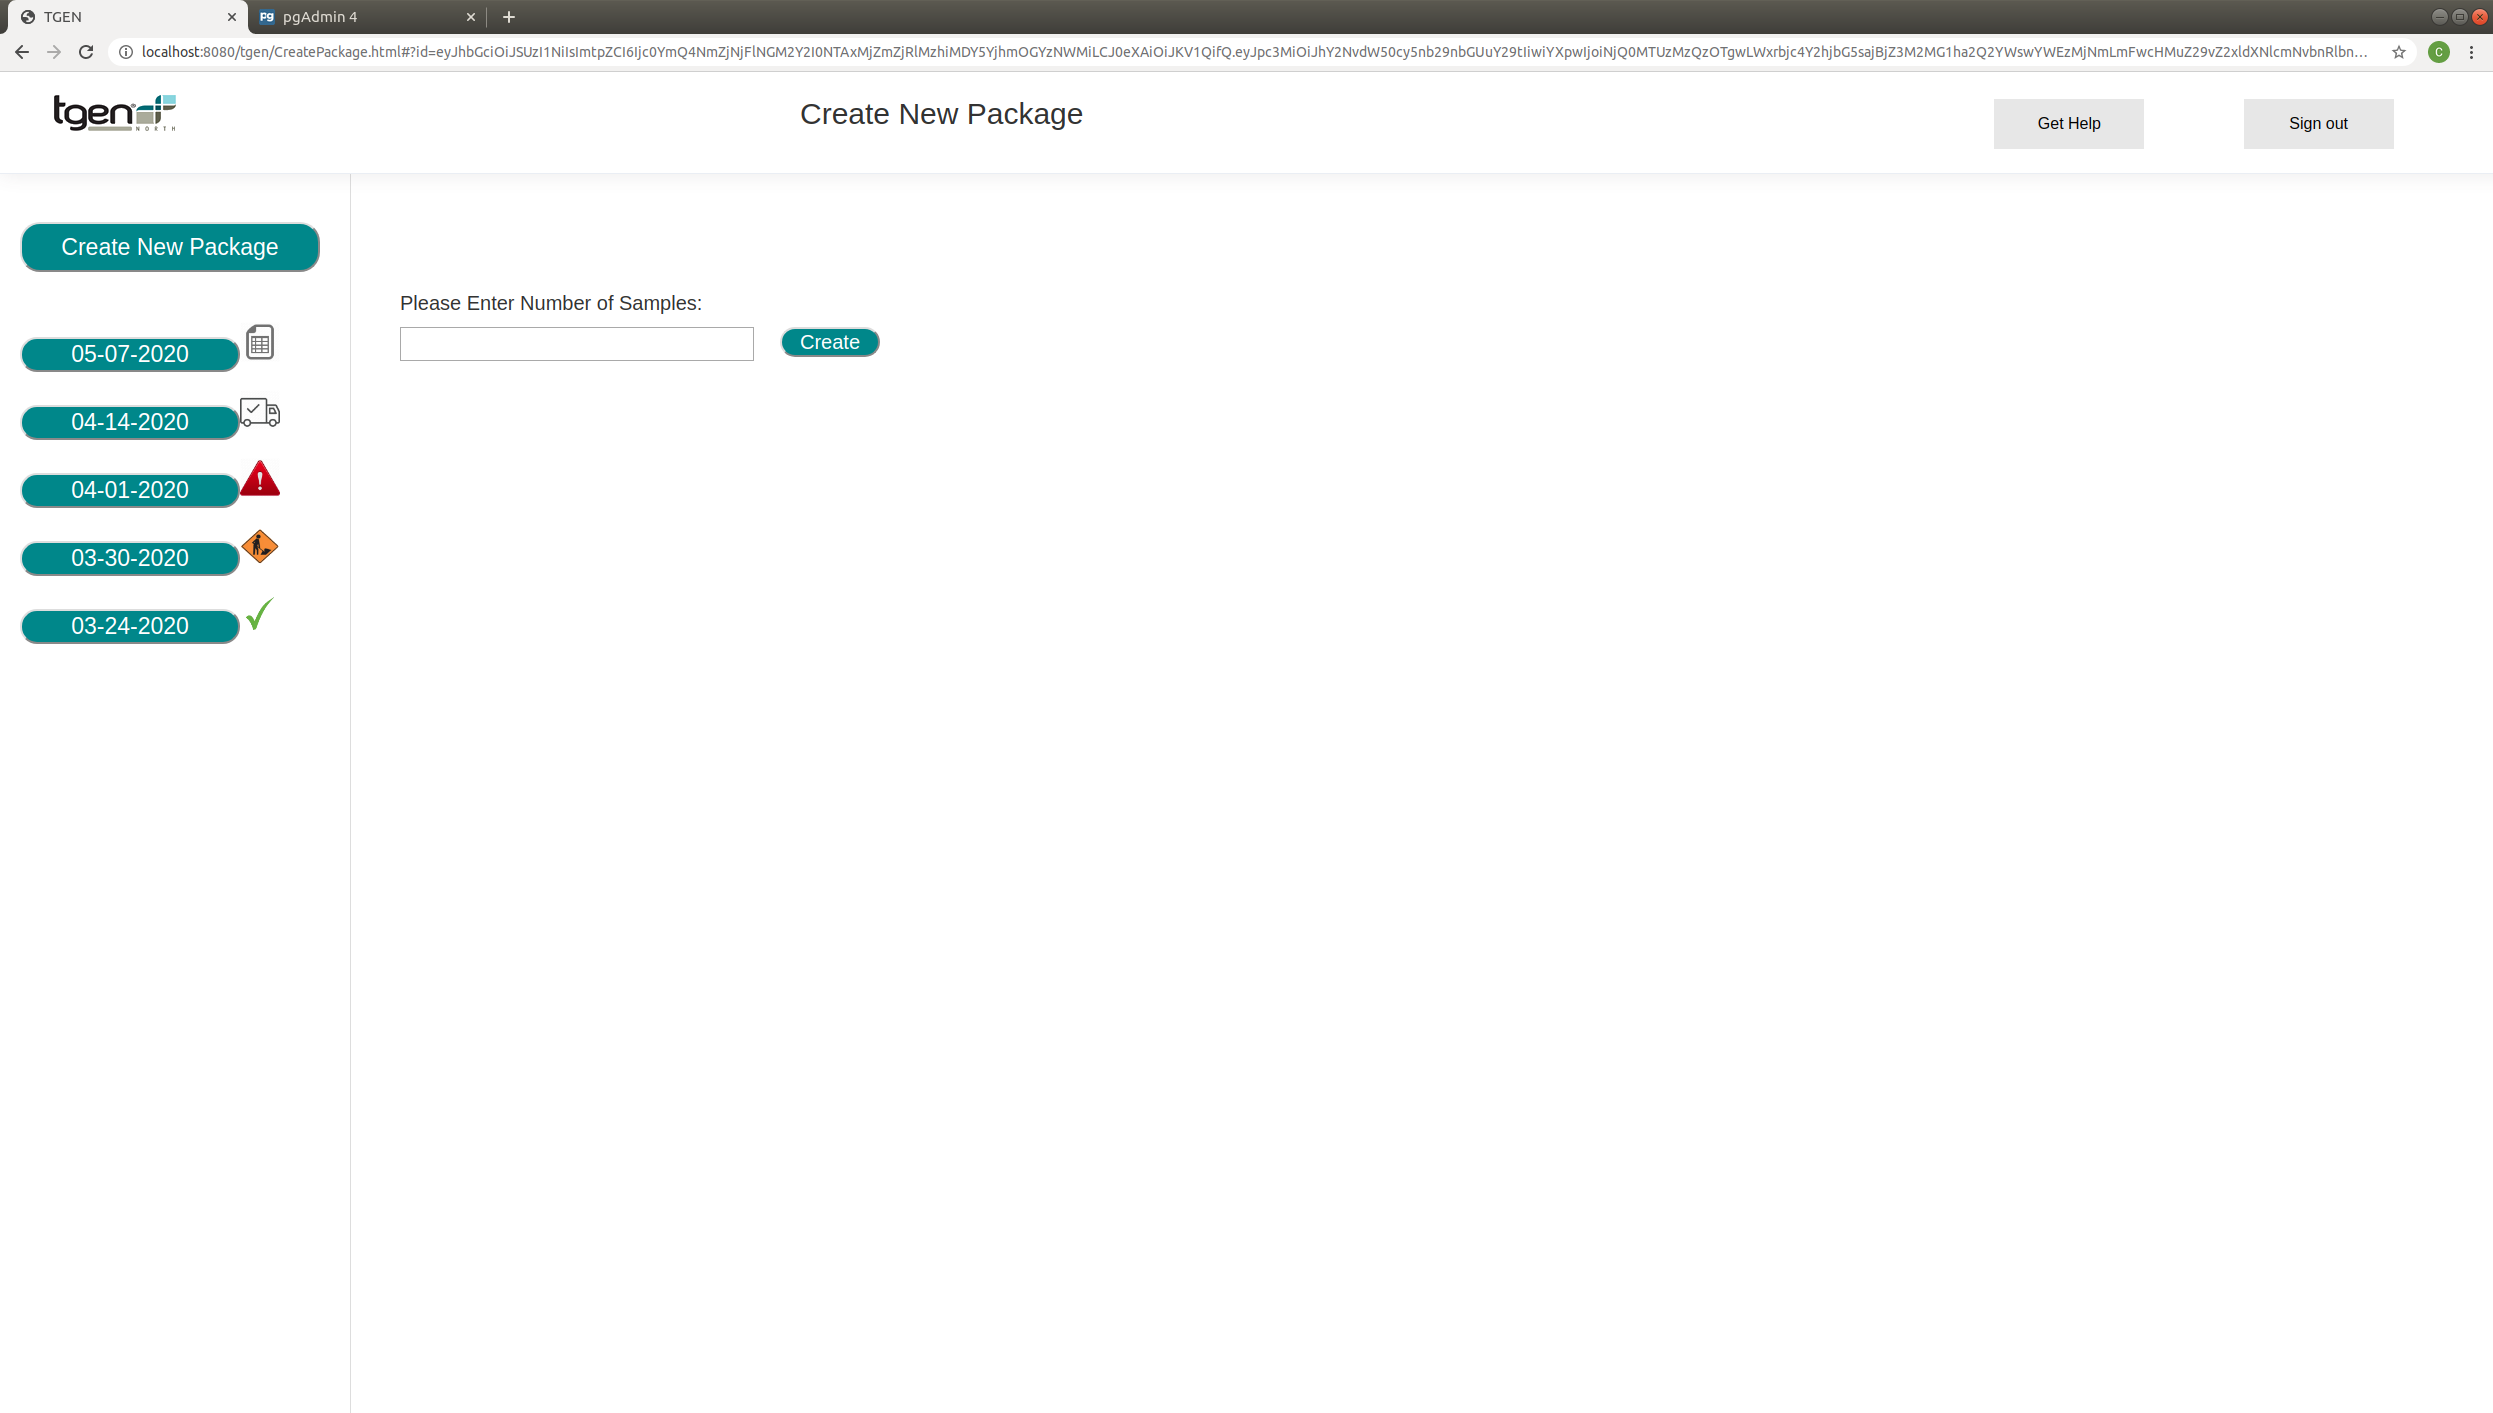 TGEN
pgAdmin 4
localhost:8080/tgen/CreatePackage.html#?id=eyJhbGciOiJSUzI1NiIsImtpZCI6Ijc0YmQ4NmZjNjFlNGM2Y2I0NTAxMjZmZjRlMzhiMDY5YjhmOGYzNWMiLCJ0eXAiOiJKV1QifQ.eyJpc3MiOiJhY2NvdW50cy5nb29nbGUuY29tIiwiYXpwIjoiNjQ0MTUzMzQzOTgwLWxrbjc4Y2hjbG5sajBjZ3M2MG1ha2Q2YWswYWEzMjNmLmFwcHMuZ29vZ2xldXNlcmNvbnRlbn...
C
tgen
NORTH
Create New Package
Get Help
Sign out
Create New Package
Please Enter Number of Samples:
Create
05-07-2020
04-14-2020
04-01-2020
03-30-2020
03-24-2020